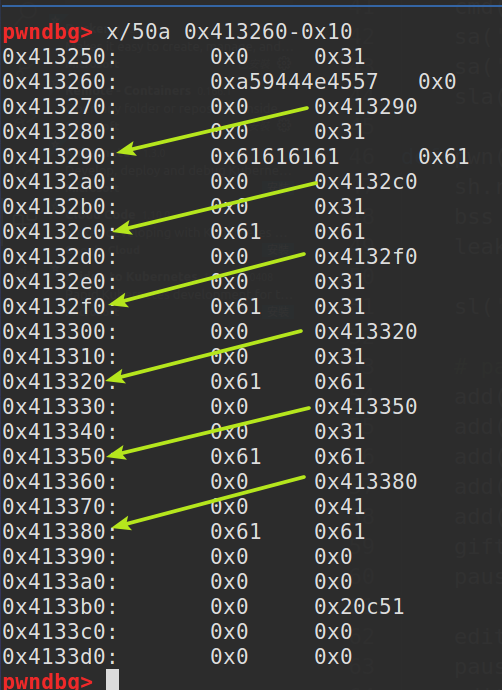 pwndbg> x/50a 0x413260-0x10
0x413250: 0x0 0x31
0x413260: 0xa59444e4557 0x0
0x413270: 0x0 0x413290
0x413280: 0x0 0x31
0x413290: 0x61616161 0x61
0x4132a0: 0x0 0x4132c0
0x4132b0: 0x0 0x31
0x4132c0: 0x61 0x61
0x4132d0: 0x0 0x4132f0
0x4132e0: 0x0 0x31
0x4132f0: 0x61 0x31
0x413300: 0x0 0x413320
0x413310: 0x0 0x31
0x413320: 0x61 0x61
0x413330: 0x0 0x413350
0x413340: 0x0 0x31
0x413350: 0x61 0x61
0x413360: 0x0 0x413380
0x413370: 0x0 0x41
0x413380: 0x61 0x61
0x413390: 0x0 0x0
0x4133a0: 0x0 0x0
0x4133b0: 0x0 0x20c51
0x4133c0: 0x0 0x0
0x4133d0: 0x0 0x0
pwndbg>